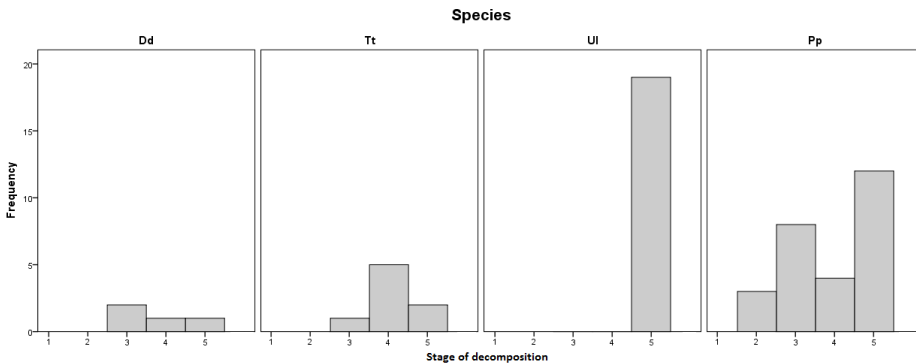 Species
Dd Tt Ul Pp
20
15
10
5
0
Frequency
1 2 3 4 5 1 2 3 4 5 1 2 3 4 5 1 2 3 4 5
Stage of decomposition